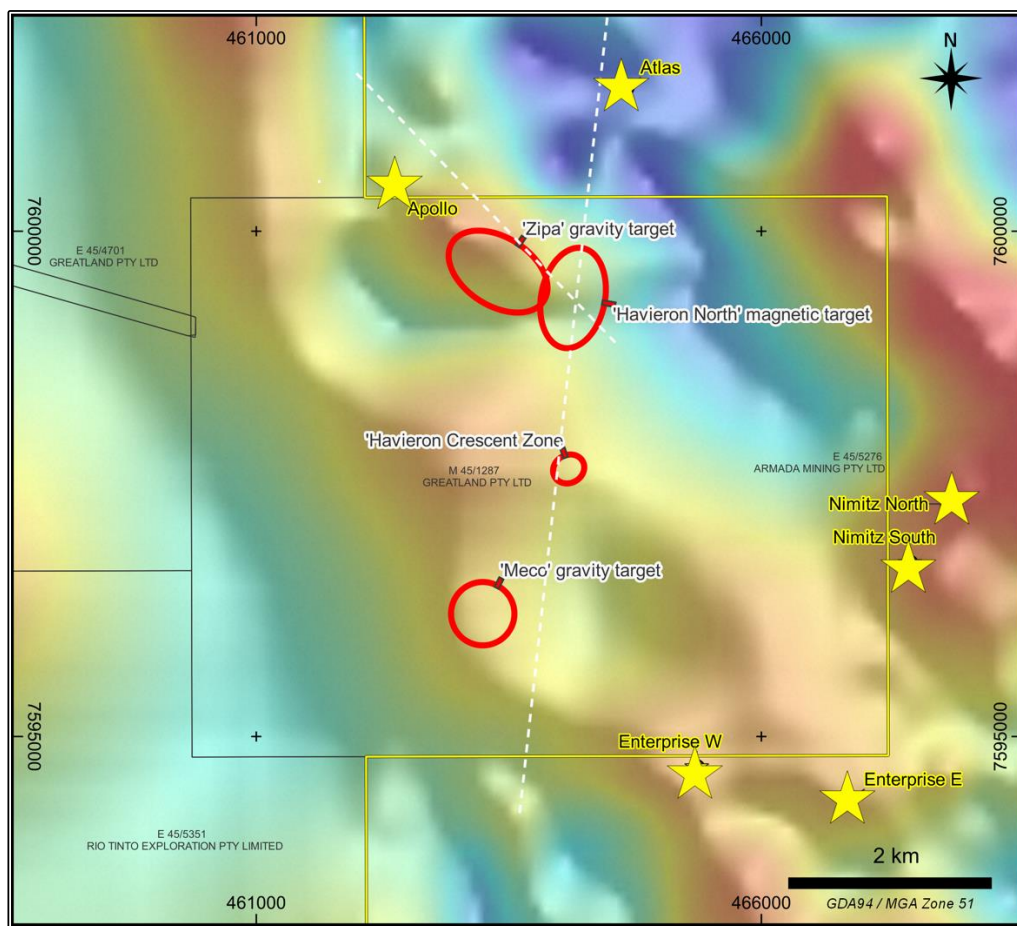 461000
466000
N
Atlas
Apollo
7600000
7600000
'Zipa' gravity target
E 45/4701
GREATLAND PTY LTD
'Havieron North' magnetic target
'Havieron Crescent Zone
E 45/5276
ARMADA MINING PTY LTD
M 45/1287
GREATLAND PTY LTD
Nimitz North
Nimitz South
'Meco' gravity target
7595000
7595000
Enterprise W
Enterprise E
E 45/5351
RIO TINTO EXPLORATION PTY LIMITED
2 km
GDA94 / MGA Zone 51
461000
466000